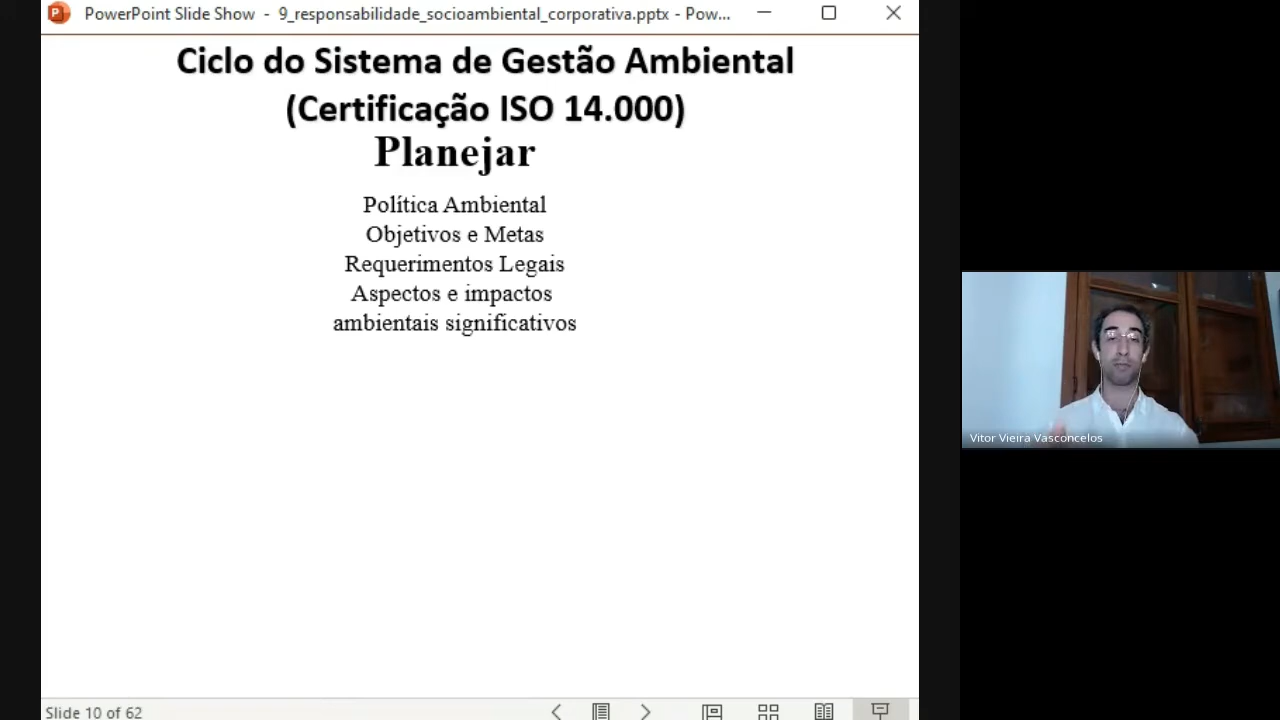 PowerPoint Slide Show - 9_responsabilidade_socioambiental_corporativa.pptx - Pow...
Ciclo do Sistema de Gestão Ambiental
(Certificação ISO 14.000)
Planejar
Política Ambiental
Objetivos e Metas
Requerimentos Legais
Aspectos e impactos
ambientais significativos
Vitor Vieira Vasconcelos
Slide 10 of 62